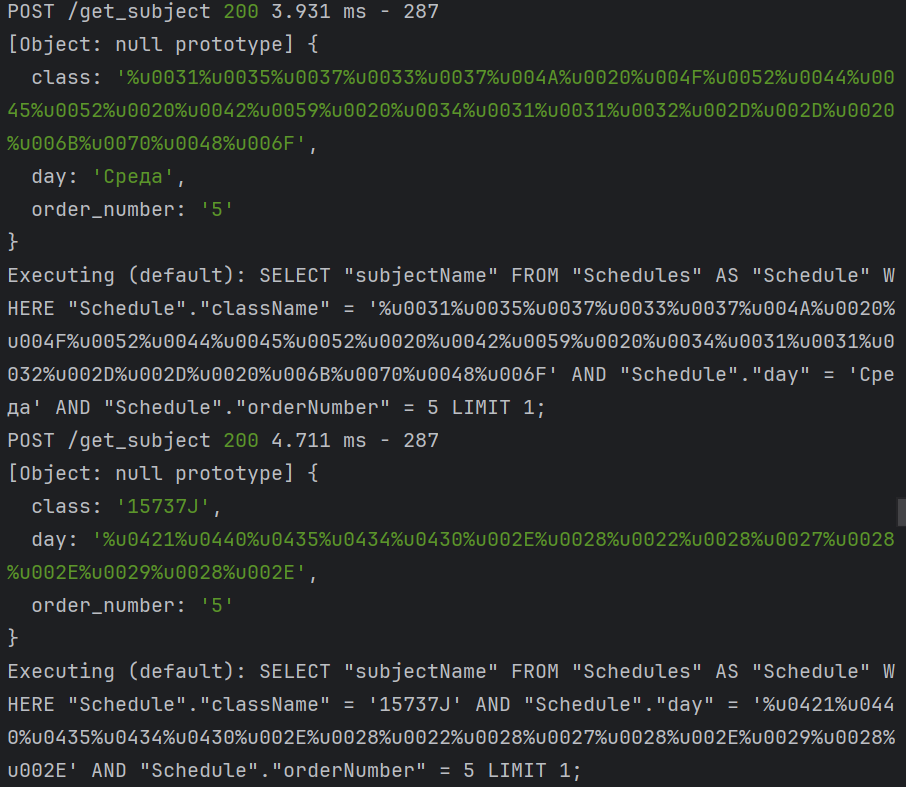 POST /get_subject 200 3.931 ms - 287
[Object: null prototype] {
  class: '%u0031%u0035%u0037%u0033%u0037%u004A%u0020%u004F%u0052%u0044%u00
45%u0052%u0020%u0042%u0059%u0020%u0034%u0031%u0031%u0032%u002D%u002D%u0020
%u006B%u0070%u0048%u006F',
  day: 'Среда',
  order_number: '5'
}
Executing (default): SELECT "subjectName" FROM "Schedules" AS "Schedule" W
HERE "Schedule"."className" = '%u0031%u0035%u0037%u0033%u0037%u004A%u0020%
u004F%u0052%u0044%u0045%u0052%u0020%u0042%u0059%u0020%u0034%u0031%u0031%u0
032%u002D%u002D%u0020%u006B%u0070%u0048%u006F' AND "Schedule"."day" = 'Сре
да' AND "Schedule"."orderNumber" = 5 LIMIT 1;
POST /get_subject 200 4.711 ms - 287
[Object: null prototype] {
  class: '15737J',
  day: '%u0421%u0440%u0435%u0434%u0430%u002E%u0028%u0022%u0028%u0027%u0028
%u002E%u0029%u0028%u002E',
  order_number: '5'
}
Executing (default): SELECT "subjectName" FROM "Schedules" AS "Schedule" W
HERE "Schedule"."className" = '15737J' AND "Schedule"."day" = '%u0421%u044
0%u0435%u0434%u0430%u002E%u0028%u0022%u0028%u0027%u0028%u002E%u0029%u0028%
u002E' AND "Schedule"."orderNumber" = 5 LIMIT 1;